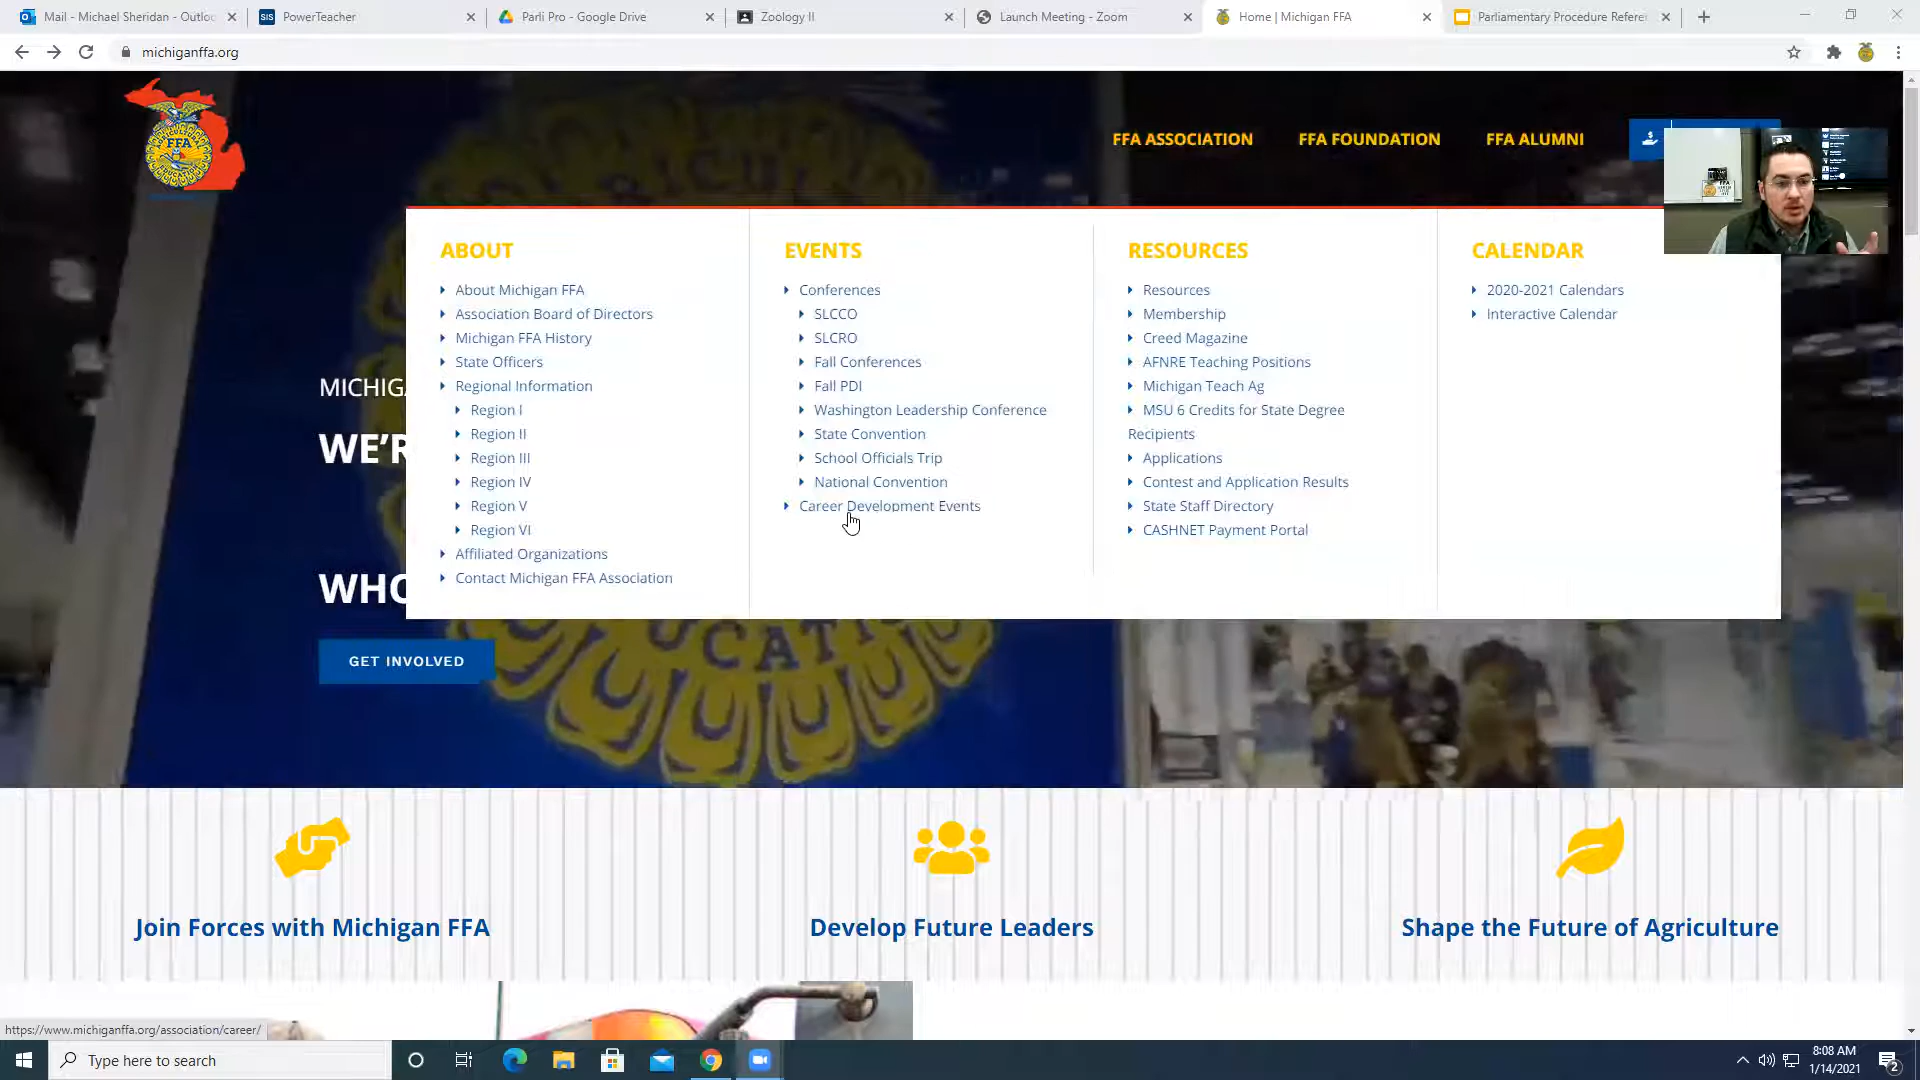 Mail - Michael Sheridan - Outloo
SIS PowerTeacher
Parli Pro - Google Drive
Zoology II
Launch Meeting - Zoom
Home | Michigan FFA
Parliamentary Procedure Refere
michiganffa.org
FFA
FFA ASSOCIATION
FFA FOUNDATION
FFA ALUMNI
ABOUT
About Michigan FFA
Association Board of Directors
Michigan FFA History
State Officers
Regional Information
Region I
Region II
Region III
Region IV
Region V
Region VI
Affiliated Organizations
Contact Michigan FFA Association
EVENTS
Conferences
SLCCO
SLCRO
Fall Conferences
Fall PDI
Washington Leadership Conference
State Convention
School Officials Trip
National Convention
Career Development Events
RESOURCES
Resources
Membership
Creed Magazine
AFNRE Teaching Positions
Michigan Teach Ag
MSU 6 Credits for State Degree
Recipients
Applications
Contest and Application Results
State Staff Directory
CASHNET Payment Portal
CALENDAR
2020-2021 Calendars
Interactive Calendar
MICHIG
WE'R
WHO
GET INVOLVED
CATI
Join Forces with Michigan FFA
Develop Future Leaders
Shape the Future of Agriculture
https://www.michiganffa.org/association/career/
Type here to search
8:08 AM
1/14/2021
2